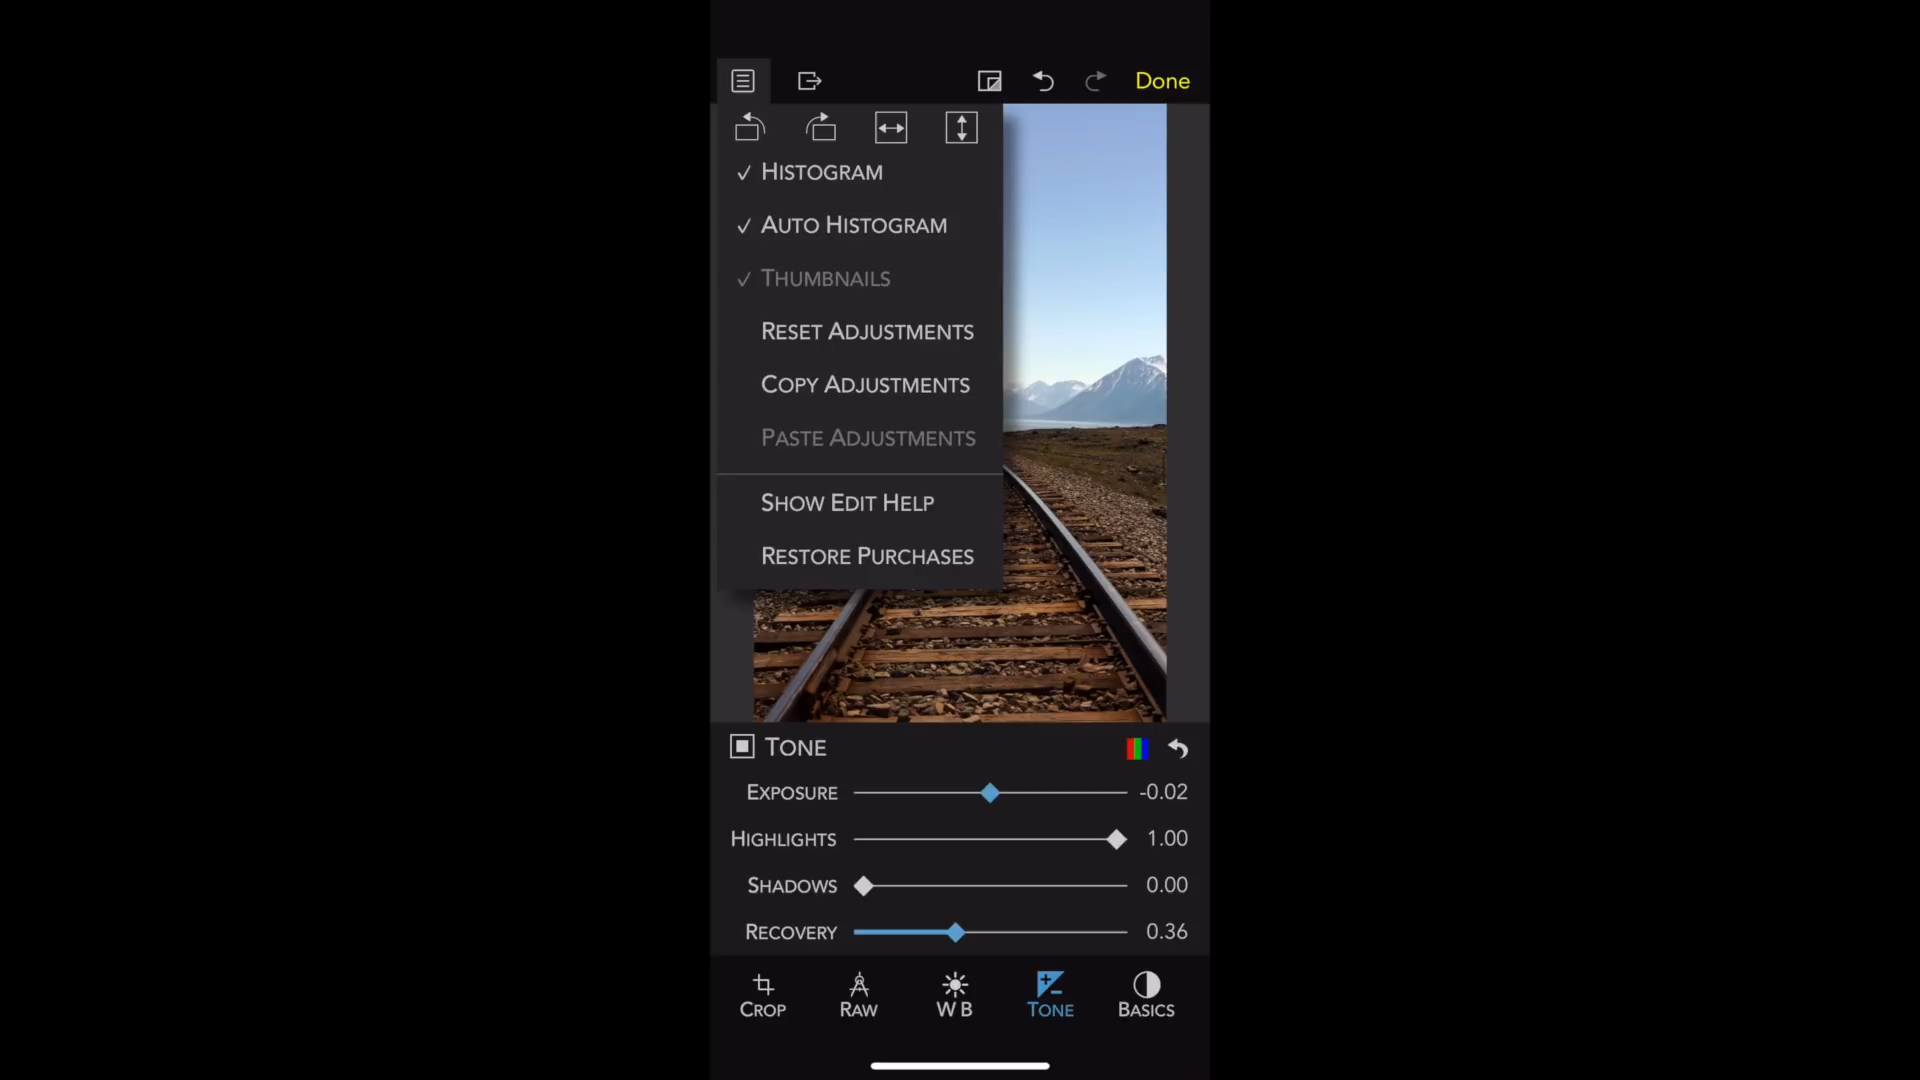 Done
✓ HISTOGRAM
✓ AUTO HISTOGRAM
✓ THUMBNAILS
RESET ADJUSTMENTS
COPY ADJUSTMENTS
PASTE ADJUSTMENTS
SHOW EDIT HELP
RESTORE PURCHASES
TONE
EXPOSURE -0.02
HIGHLIGHTS 1.00
SHADOWS 0.00
RECOVERY 0.36
CROP RAW W B TONE BASICS